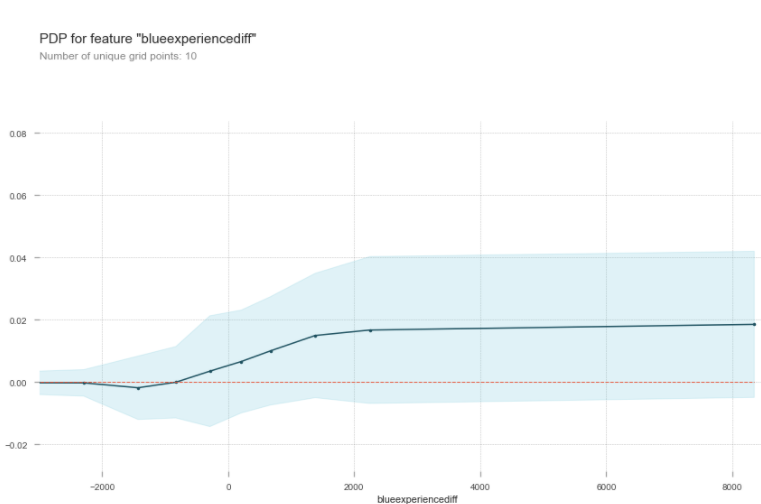 PDP for feature "blueexperiencediff"
Number of unique grid points: 10
0.08
0.06
0.04
0.02
0.00
−0.02
−2000 0 2000 4000 6000 8000
blueexperiencediff